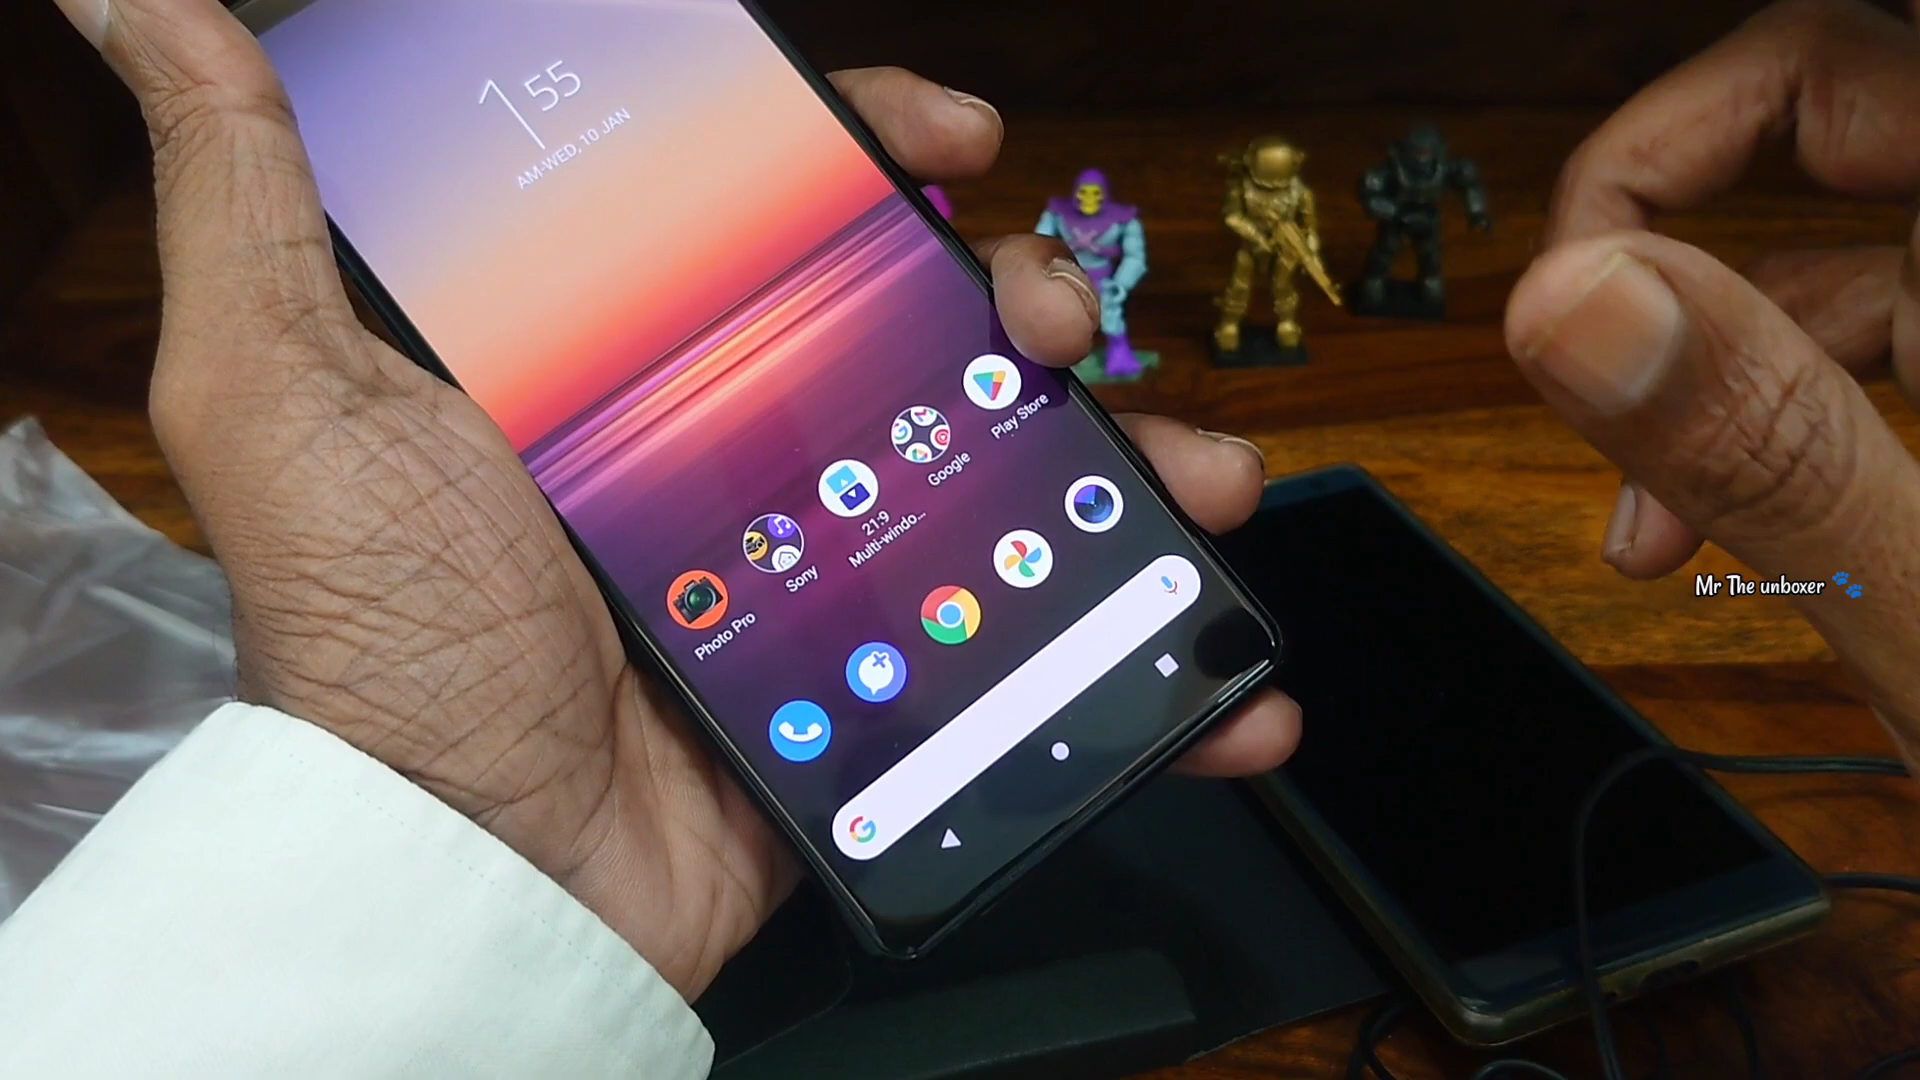 1 55
AM-WED, 10 JAN
Play Store
Google
21:9
Multi-windo...
Sony
Photo Pro
Mr The unboxer